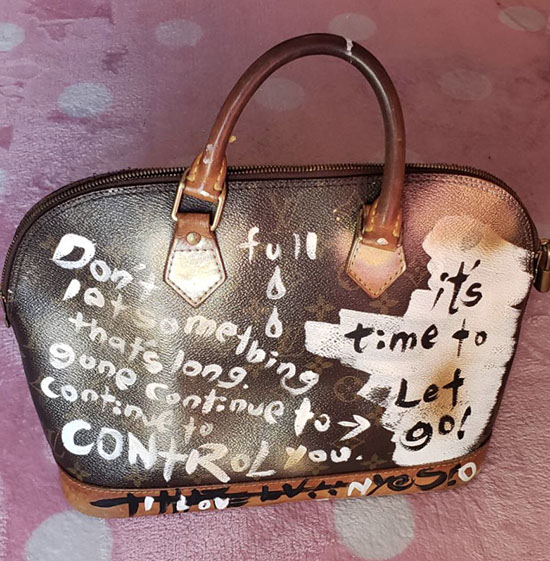 full
Don't
let something
that's long.
gone continue to →
continue to
CONtRoL you.
it's
time to
Let
go!